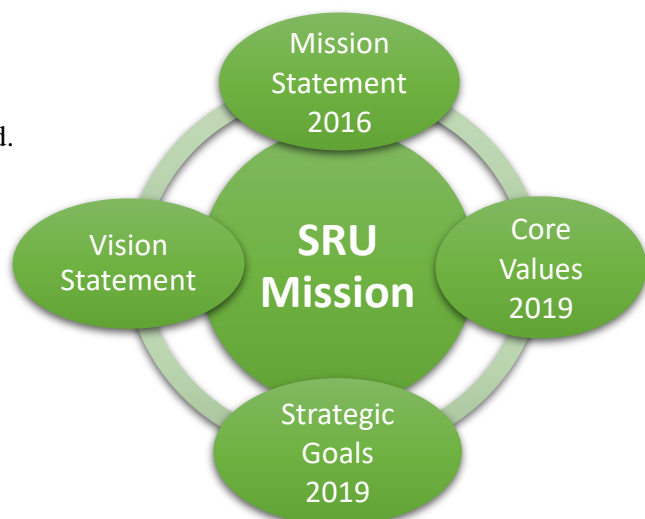 Mission
Statement
2016
d.
Vision
Statement
SRU
Mission
Core
Values
2019
Strategic
Goals
2019